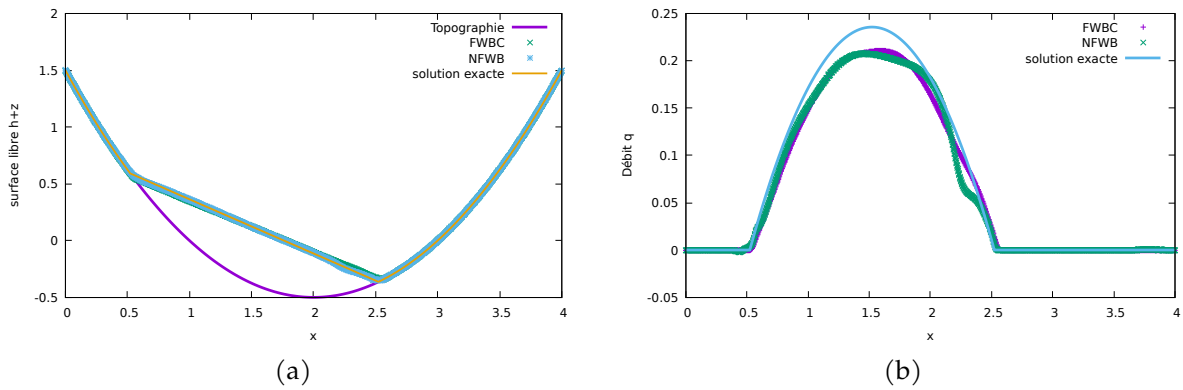 2
1.5
1
0.5
0
-0.5
surface libre h+z
Topographie
FWBC
NFWB
solution exacte
0 0.5 1 1.5 2 2.5 3 3.5 4
x
(a)
0.25
0.2
0.15
0.1
0.05
0
-0.05
Débit q
FWBC
NFWB
solution exacte
0 0.5 1 1.5 2 2.5 3 3.5 4
x
(b)